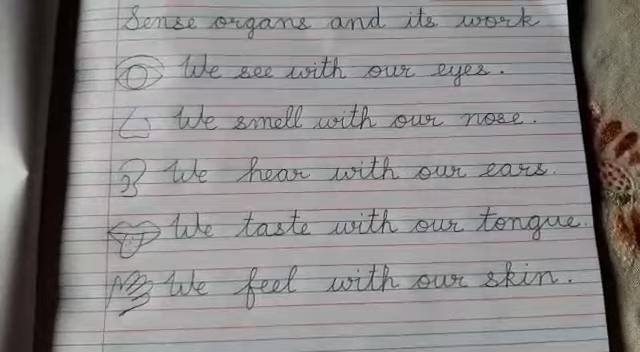 Sense organs and its work
We see with our eyes.
We smell with our nose.
We hear with our ears.
We taste with our tongue.
We feel with our skin.